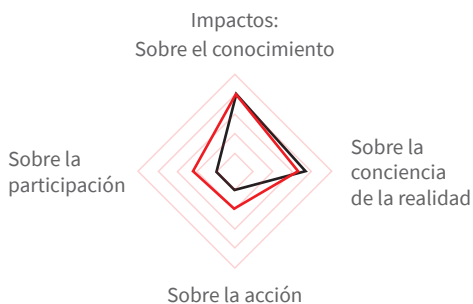 Impactos:
Sobre el conocimiento
Sobre la
conciencia
de la realidad
Sobre la
participación
Sobre la acción